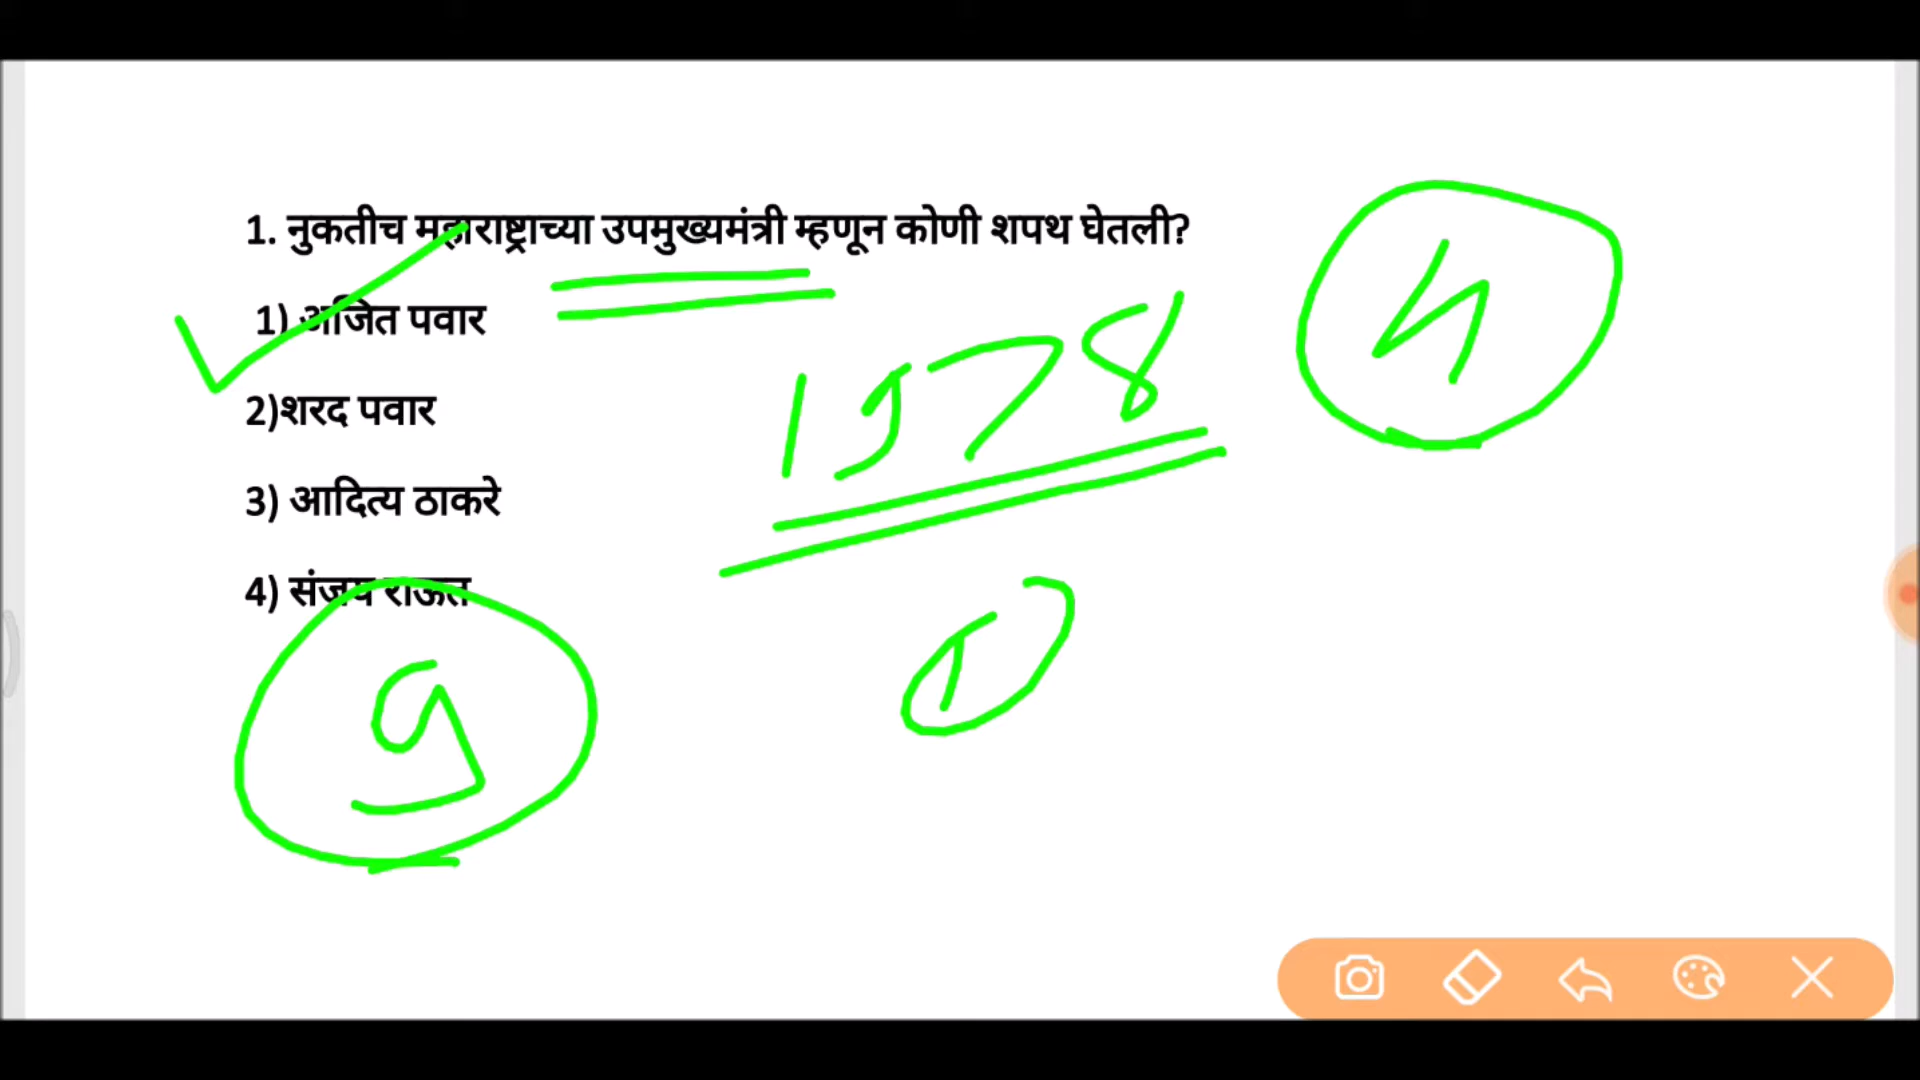 1. नुकतीच महाराष्ट्राच्या उपमुख्यमंत्री म्हणून कोणी शपथ घेतली?
1) अजित पवार
2)शरद पवार
3) आदित्य ठाकरे
4) संजय राऊत
1978